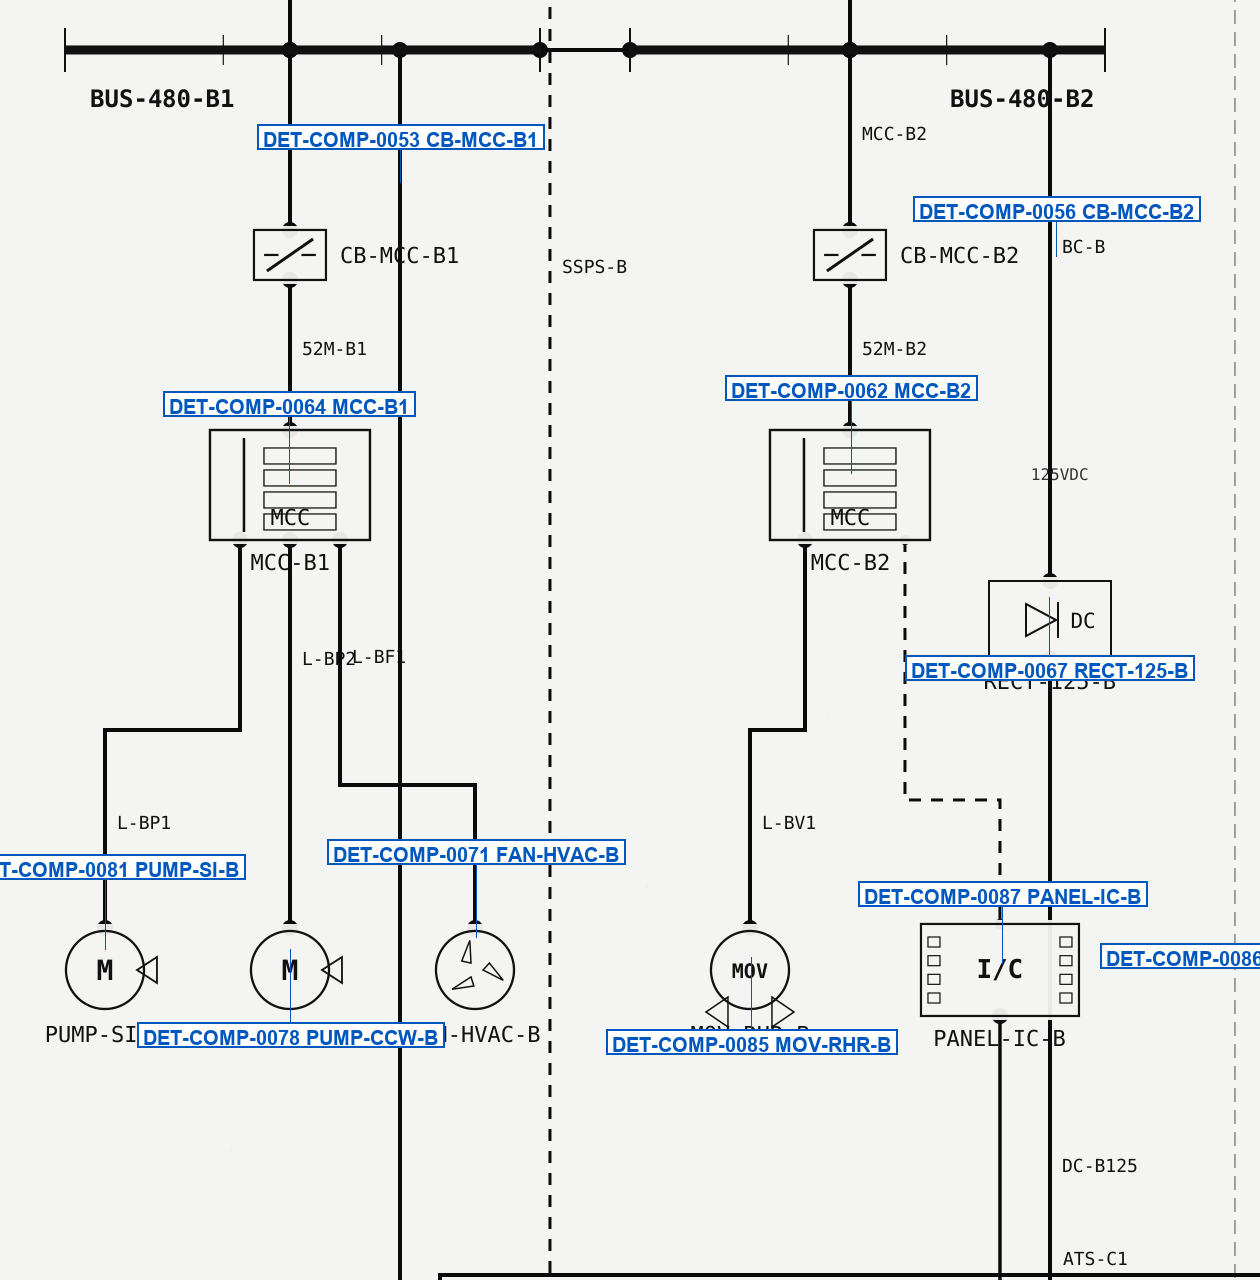 BUS-480-B1
BUS-480-B2
DET-COMP-0053 CB-MCC-B1
MCC-B2
DET-COMP-0056 CB-MCC-B2
BC-B
CB-MCC-B1
SSPS-B
CB-MCC-B2
52M-B1
52M-B2
DET-COMP-0064 MCC-B1
DET-COMP-0062 MCC-B2
125VDC
MCC
MCC
MCC-B1
MCC-B2
DC
L-BP2
L-BF1
DET-COMP-0067 RECT-125-B
RECT-125-B
L-BP1
L-BV1
DET-COMP-0071 FAN-HVAC-B
T-COMP-0081 PUMP-SI-B
DET-COMP-0087 PANEL-IC-B
DET-COMP-0086
M
M
MOV
I/C
PUMP-SI
DET-COMP-0078 PUMP-CCW-B
-HVAC-B
MOV-RHR-B
DET-COMP-0085 MOV-RHR-B
PANEL-IC-B
DC-B125
ATS-C1